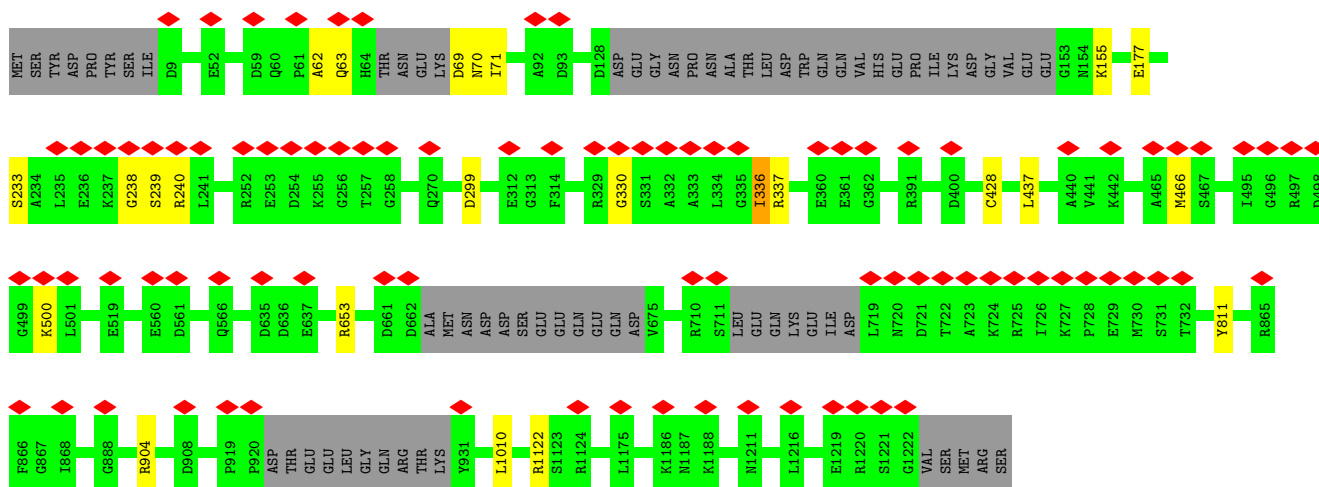 MET SER TYR ASP PRO TYR SER ILE D9 E52 D59 Q60 P61 A62 Q63 H64 THR ASN GLU LYS D69 N70 I71 A92 D93 D128 ASP GLU GLY ASN PRO ASN ALA THR LEU ASP TRP GLN GLN VAL HIS GLU PRO ILE LYS ASP GLY VAL GLU GLU G153 N154 K155 E177
S233 A234 L235 E236 K237 G238 S239 R240 L241 R252 E253 D254 K255 G256 T257 G258 Q270 D299 E312 G313 F314 R329 G330 S331 A332 A333 L334 G335 I336 R337 E360 E361 G362 R391 D400 C428 L437 A440 V441 K442 A465 M466 S467 I495 G496 R497 D498
G499 K500 L501 E519 E560 D561 Q566 D635 D636 E637 R653 D661 D662 ALA MET ASN ASP ASP SER GLU GLU GLN GLU GLN ASP V675 R710 S711 LEU GLU GLN LYS GLU ILE ASP L719 N720 D721 T722 A723 K724 R725 I726 K727 P728 E729 M730 S731 T732 Y811 R865
F866 G867 I868 G888 R904 D908 P919 P920 ASP THR GLU GLU LEU GLY GLN ARG THR LYS Y931 L1010 R1122 S1123 R1124 L1175 K1186 N1187 K1188 N1211 L1216 E1219 R1220 S1221 G1222 VAL SER MET ARG SER